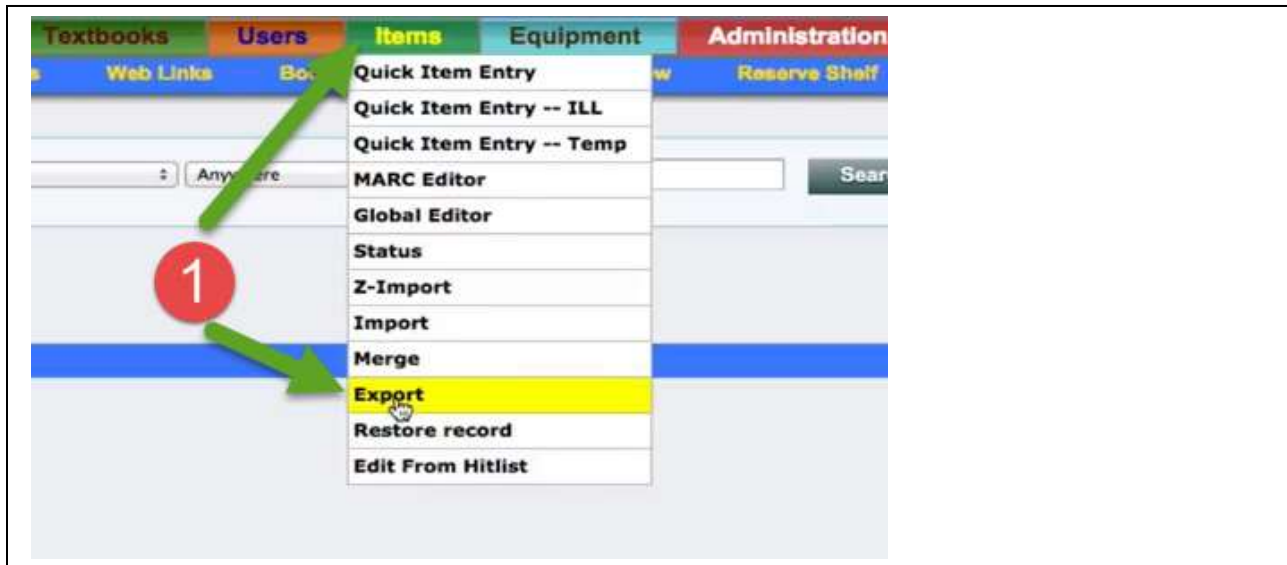 Textbooks Users Items Equipment Administration
Web Links Quick Item Entry Reserve Shelf
Quick Item Entry -- ILL
Quick Item Entry -- Temp
Anywhere MARC Editor
Global Editor
Status
1 Z-Import
Import
Merge
Export
Restore record
Edit From Hitlist